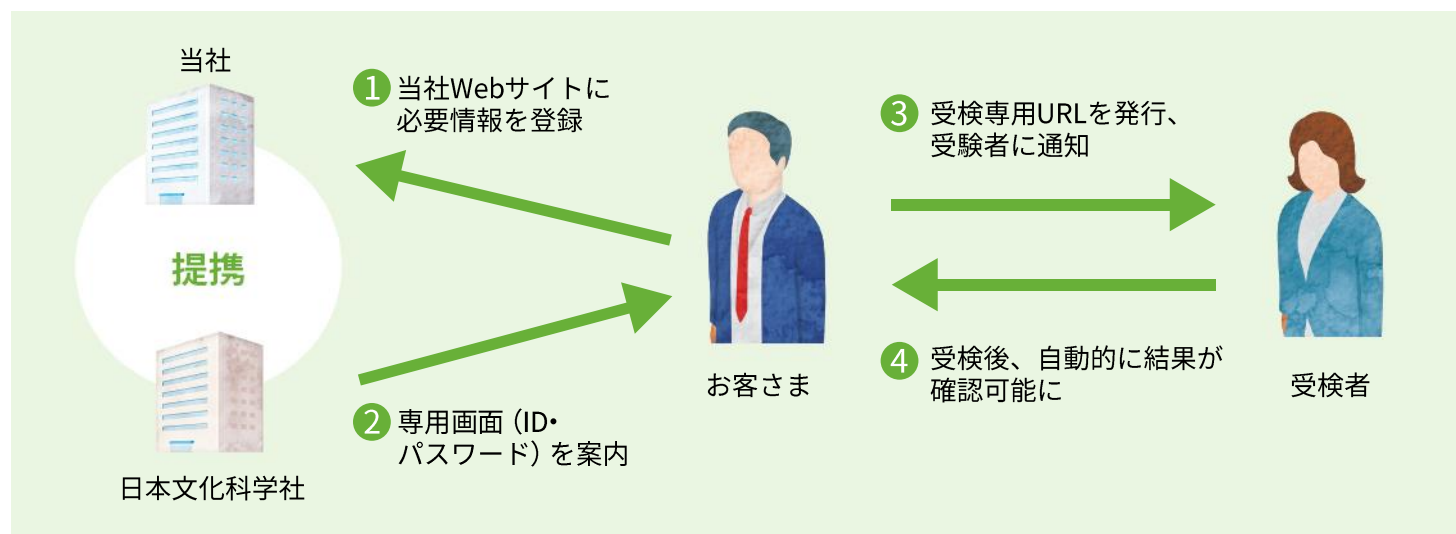 当社
提携
日本文化科学社
1 当社Webサイトに
必要情報を登録
2 専用画面（ID・
パスワード）を案内
お客さま
3 受検専用URLを発行、
受験者に通知
4 受検後、自動的に結果が
確認可能に
受検者